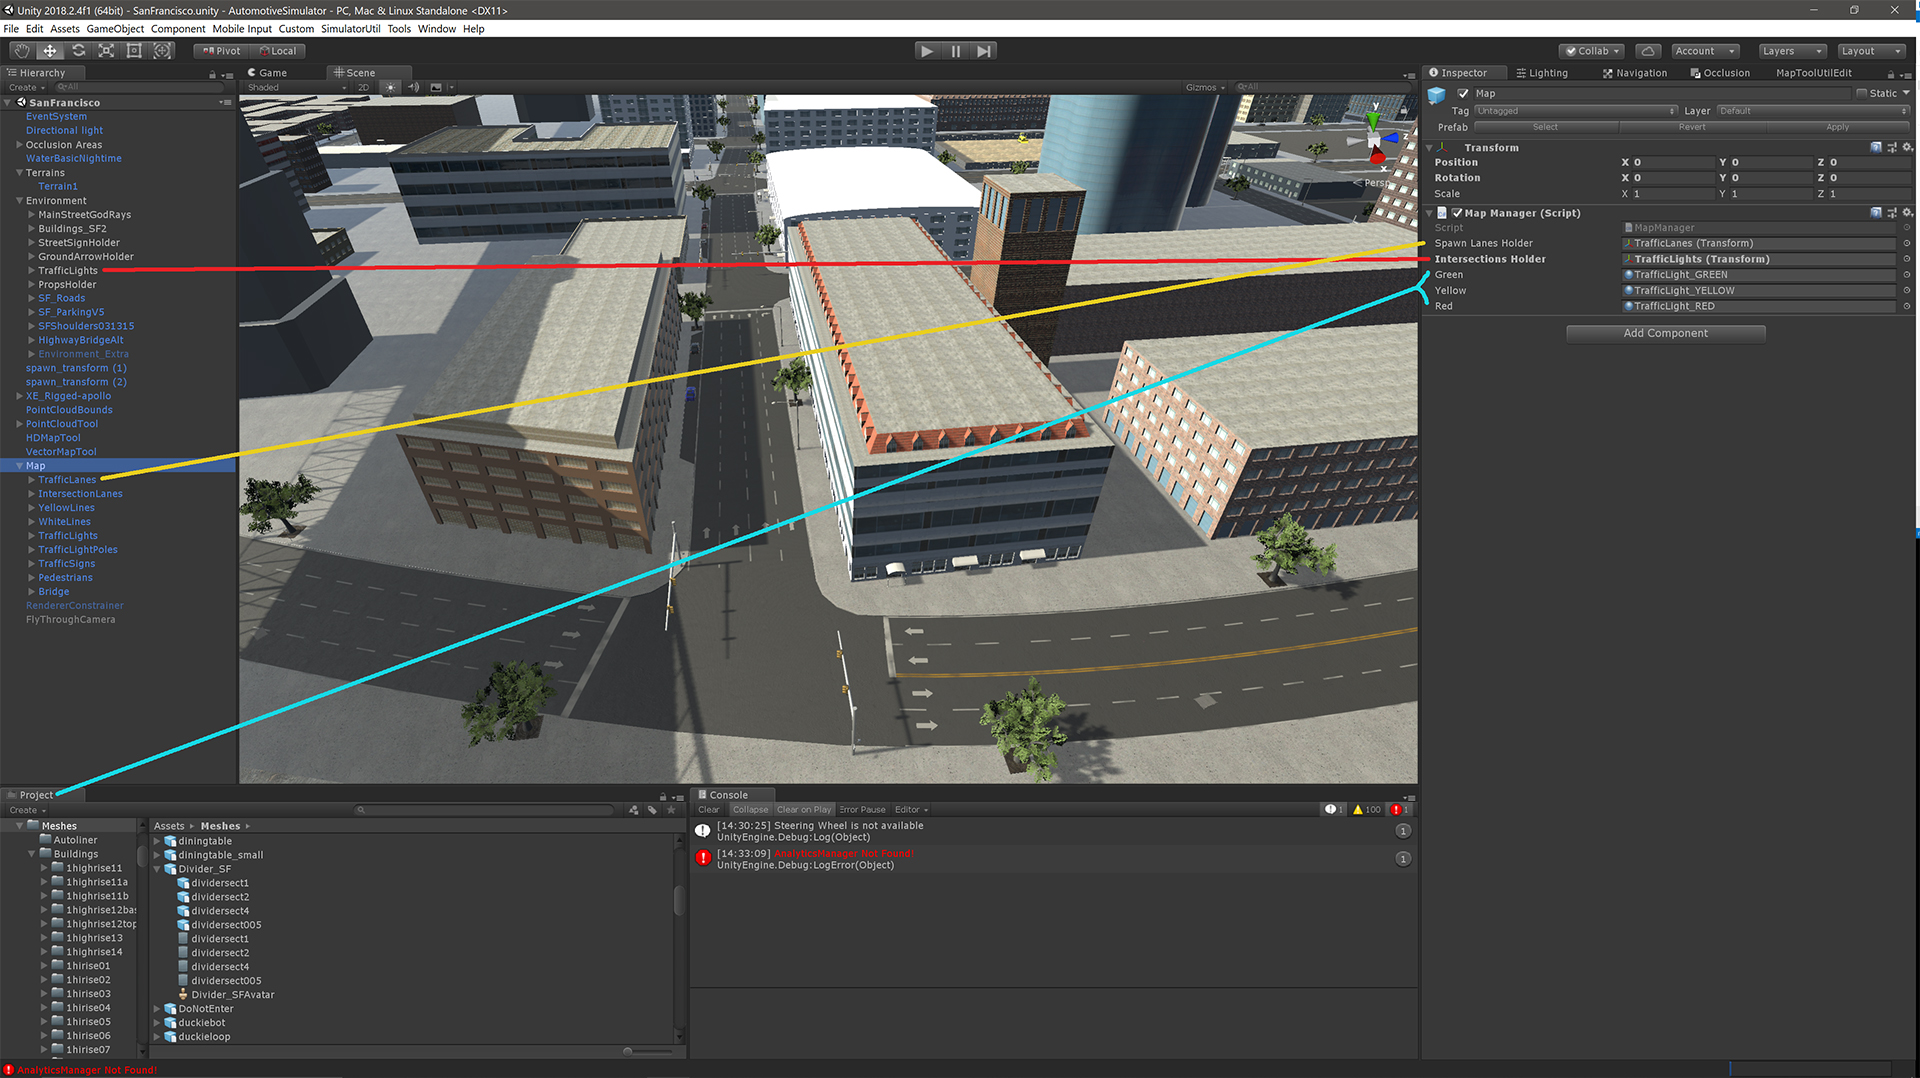 Unity 2018.2.4f1 (64bit) - SanFrancisco.unity - AutomotiveSimulator - PC, Mac & Linux Standalone <DX11>
File Edit Assets GameObject Component Mobile Input Custom SimulatorUtil Tools Window Help
Pivot Local Collab Account Layers Layout
Hierarchy
Create All
SanFrancisco
EventSystem
Directional light
Occlusion Areas
WaterBasicNightime
Terrains
Terrain1
Environment
MainStreetGodRays
Buildings_SF2
StreetSignHolder
GroundArrowHolder
TrafficLights
PropsHolder
SF_Roads
SF_ParkingV5
SFShoulders031315
HighwayBridgeAlt
Environment_Extra
spawn_transform (1)
spawn_transform (2)
XE_Rigged-apollo
PointCloudBounds
PointCloudTool
HDMapTool
VectorMapTool
Map
TrafficLanes
IntersectionLanes
YellowLines
WhiteLines
TrafficLights
TrafficLightPoles
TrafficSigns
Pedestrians
Bridge
RendererConstrainer
FlyThroughCamera
Game Scene
Shaded 2D Gizmos All
y
z
x
Persp
Inspector Lighting Navigation Occlusion MapToolUtilEdit
Map Static
Tag Untagged Layer Default
Prefab Select Revert Apply
Transform
Position X 0 Y 0 Z 0
Rotation X 0 Y 0 Z 0
Scale X 1 Y 1 Z 1
Map Manager (Script)
Script MapManager
Spawn Lanes Holder TrafficLanes (Transform)
Intersections Holder TrafficLights (Transform)
Green TrafficLight_GREEN
Yellow TrafficLight_YELLOW
Red TrafficLight_RED
Add Component
Project
Create
Meshes
Autoliner
Buildings
1highrise11
1highrise11a
1highrise11b
1highrise12bas
1highrise12top
1highrise13
1highrise14
1hirise01
1hirise02
1hirise03
1hirise04
1hirise05
1hirise06
1hirise07
Assets Meshes
diningtable
diningtable_small
Divider_SF
dividersect1
dividersect2
dividersect4
dividersect005
dividersect1
dividersect2
dividersect4
dividersect005
Divider_SFAvatar
DoNotEnter
duckiebot
duckieloop
Console
Clear Collapse Clear on Play Error Pause Editor 1 100 1
[14:30:25] Steering Wheel is not available
UnityEngine.Debug:Log(Object)
1
[14:33:09] AnalyticsManager Not Found!
UnityEngine.Debug:LogError(Object)
1
AnalyticsManager Not Found!